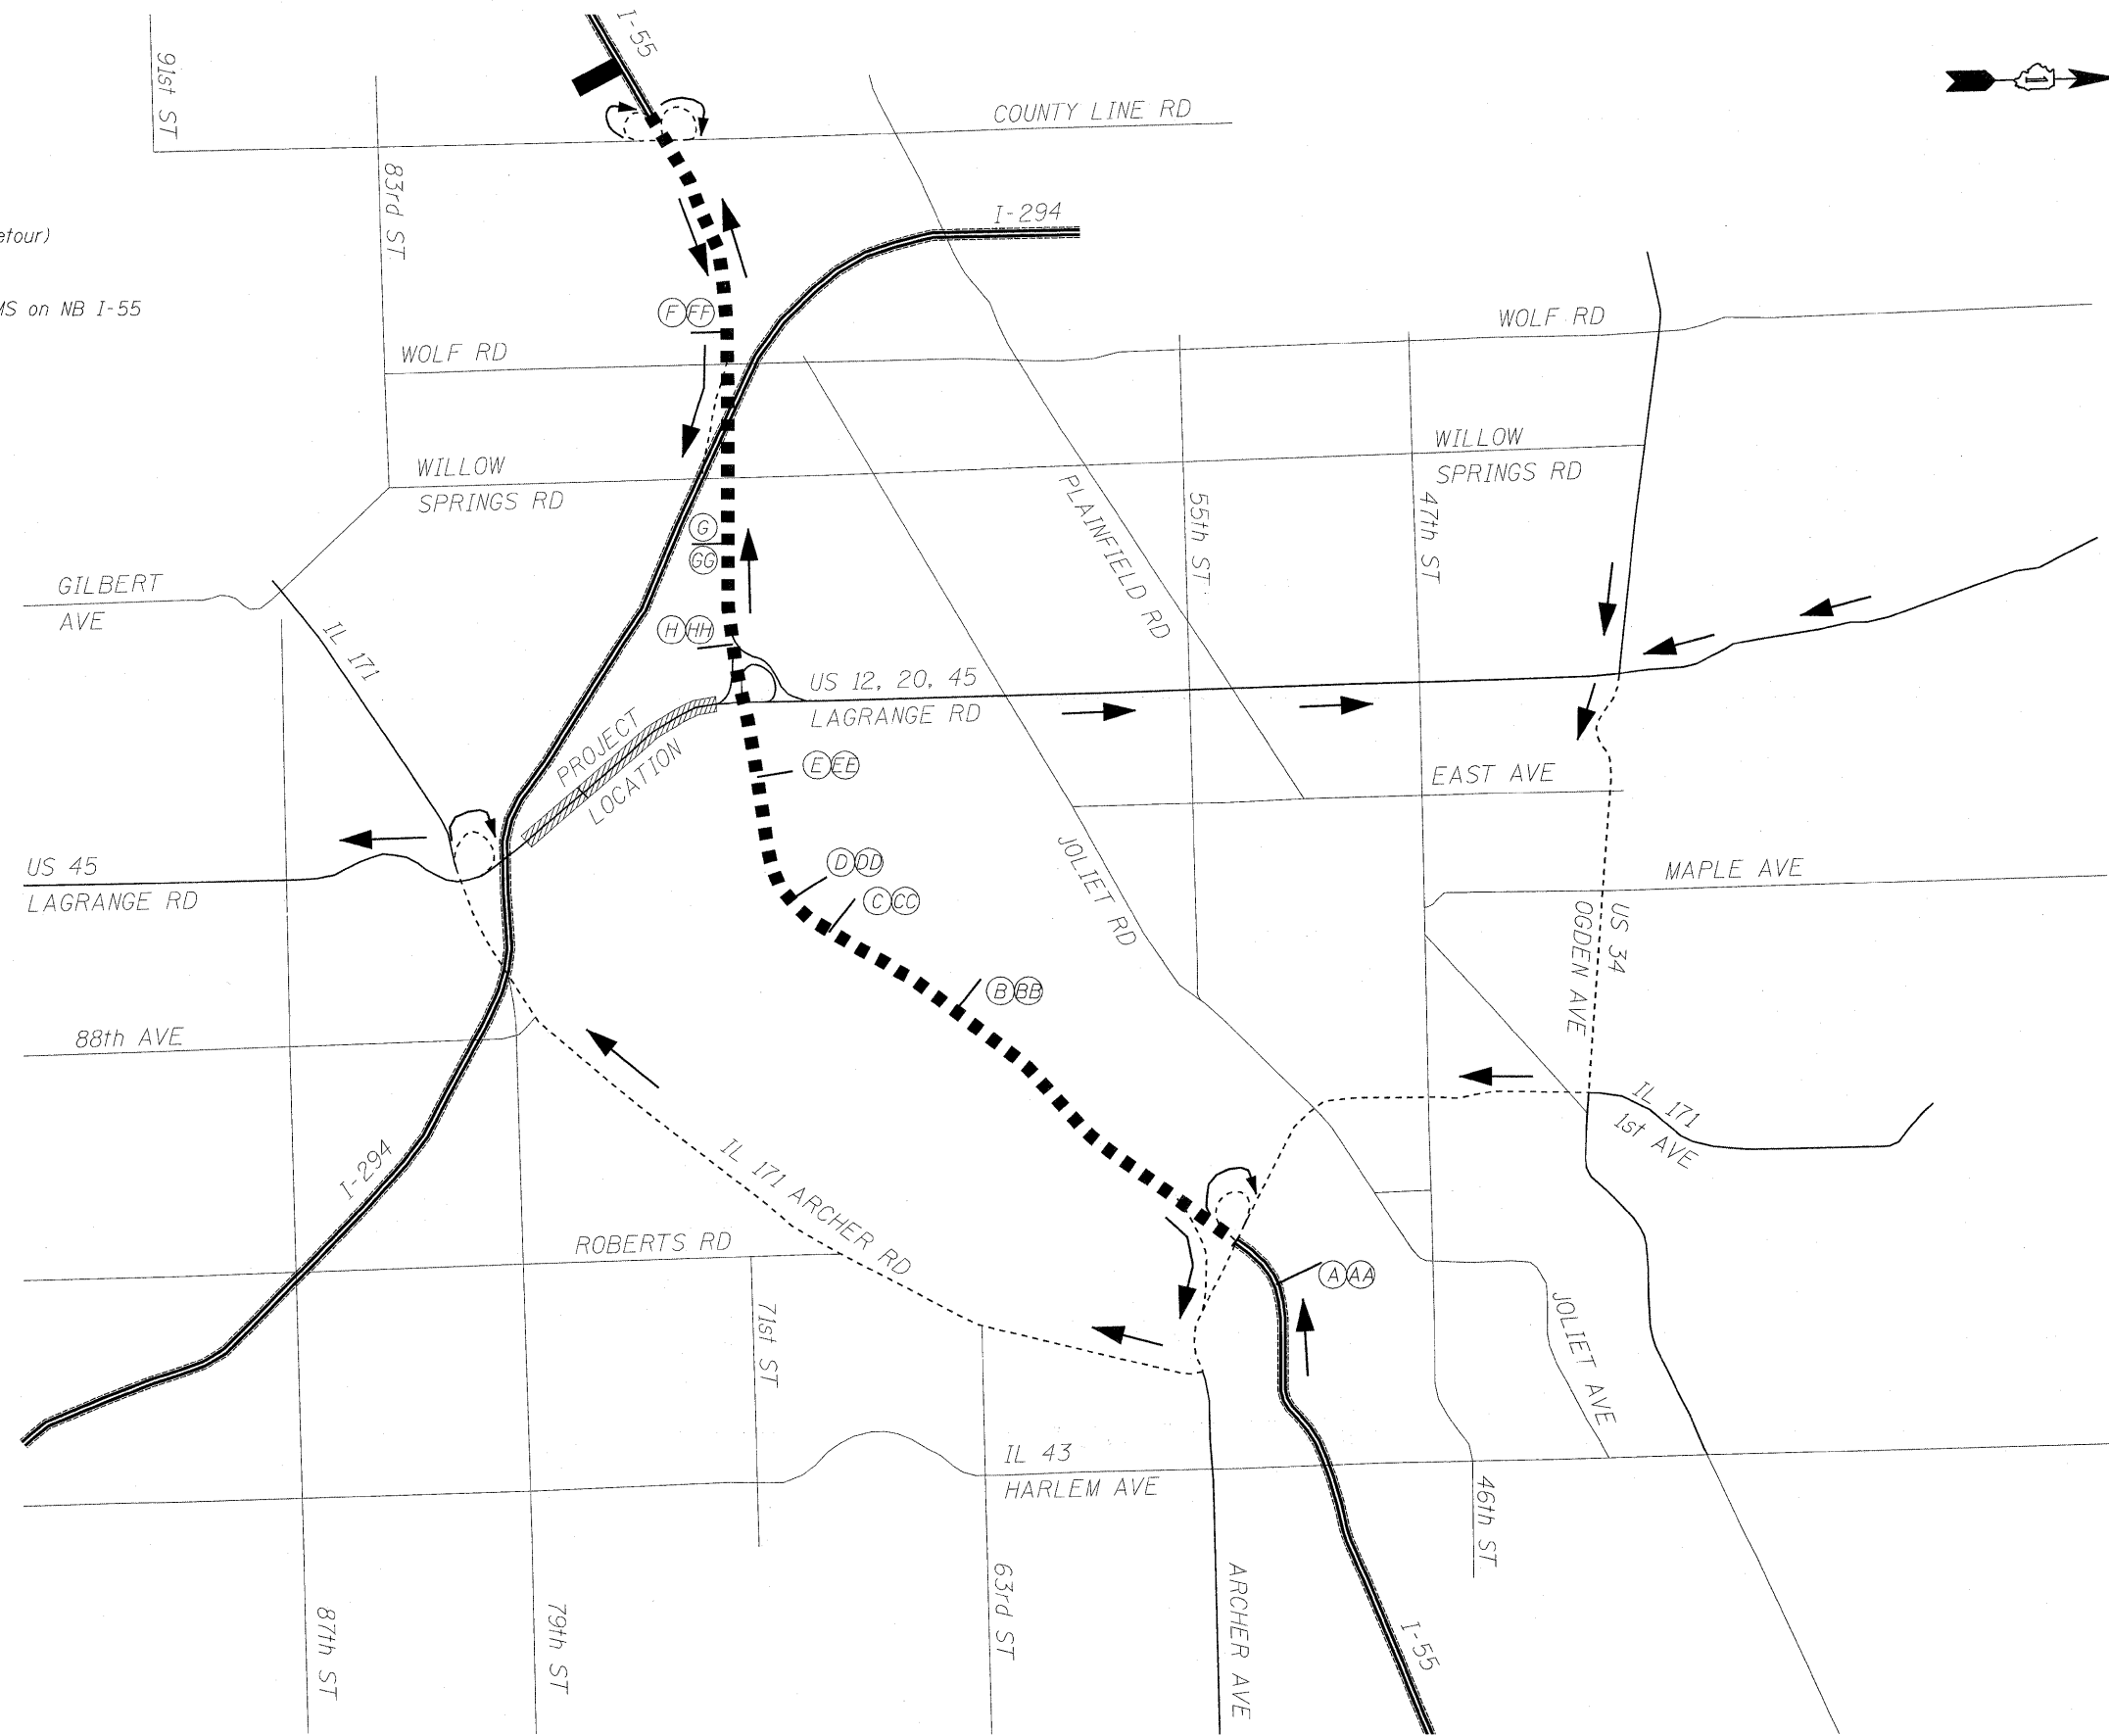 I-55
91st ST
COUNTY LINE RD
83rd ST
I-294
etour)
MS on NB I-55
F FF
WOLF RD
WOLF RD
WILLOW
SPRINGS RD
WILLOW
SPRINGS RD
PLAINFIELD RD
55th ST
47th ST
G
GG
GILBERT
AVE
IL 171
H HH
US 12, 20, 45
LAGRANGE RD
PROJECT
LOCATION
E EE
EAST AVE
US 45
LAGRANGE RD
D DD
C CC
JOLIET RD
MAPLE AVE
US 34
OGDEN AVE
B BB
88th AVE
IL 171
1st AVE
I-294
IL 171 ARCHER RD
ROBERTS RD
A AA
71st ST
JOLIET AVE
IL 43
HARLEM AVE
46th ST
63rd ST
ARCHER AVE
87th ST
79th ST
I-55